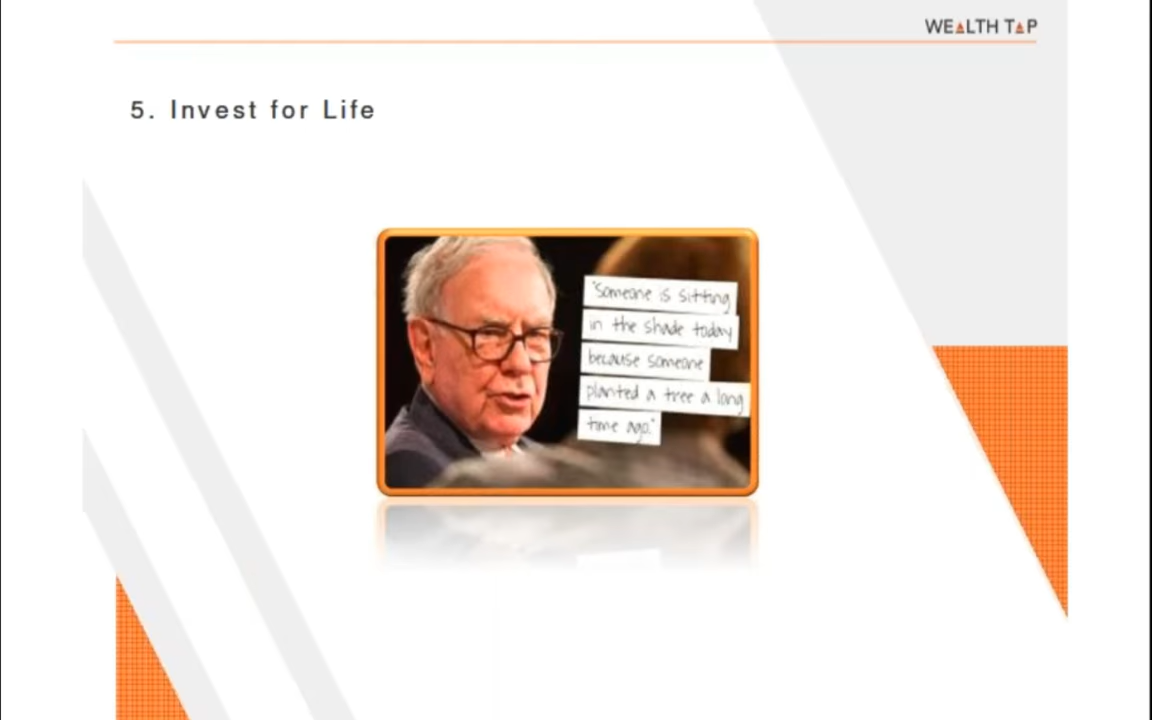 WEALTH TAP
5. Invest for Life
"Someone is sitting
in the shade today
because someone
planted a tree a long
time ago."